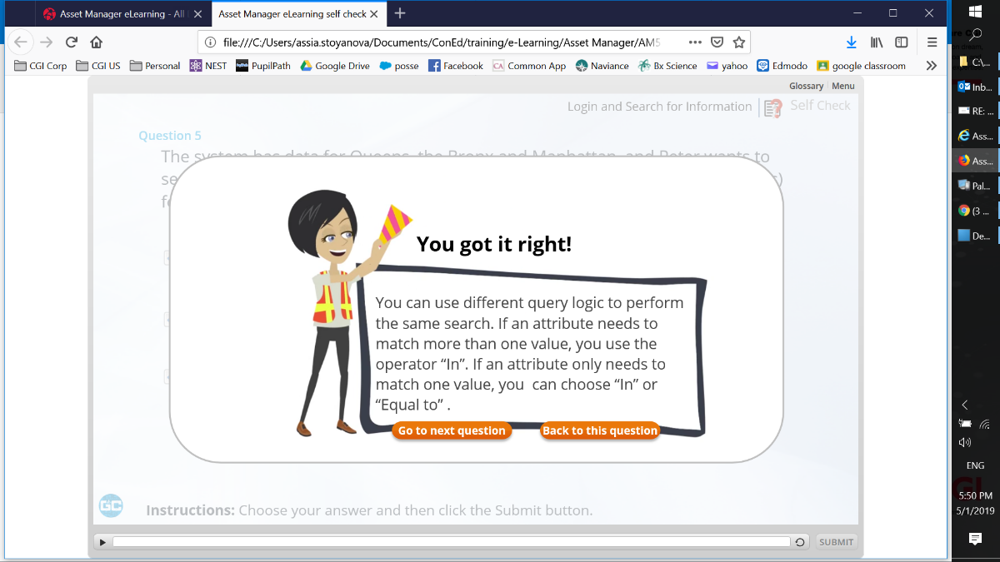 Asset Manager eLearning - All
Asset Manager eLearning self check
file:///C:/Users/assia.stoyanova/Documents/ConEd/training/e-Learning/Asset Manager/AMS
CGI Corp CGI US Personal NEST PupilPath Google Drive posse Facebook CA Common App Naviance Bx Science yahoo Edmodo google classroom
Glossary Menu
Login and Search for Information Self Check
Question 5
The system has data for Queens, the Bronx and Manhattan, and Peter wants to
You got it right!
You can use different query logic to perform
the same search. If an attribute needs to
match more than one value, you use the
operator “In”. If an attribute only needs to
match one value, you  can choose “In” or
“Equal to” .
Go to next question Back to this question
GC
Instructions: Choose your answer and then click the Submit button.
SUBMIT
C:\...
Inb...
RE: ...
Ass...
Ass...
Pal...
(3 ...
De...
ENG
5:50 PM
5/1/2019